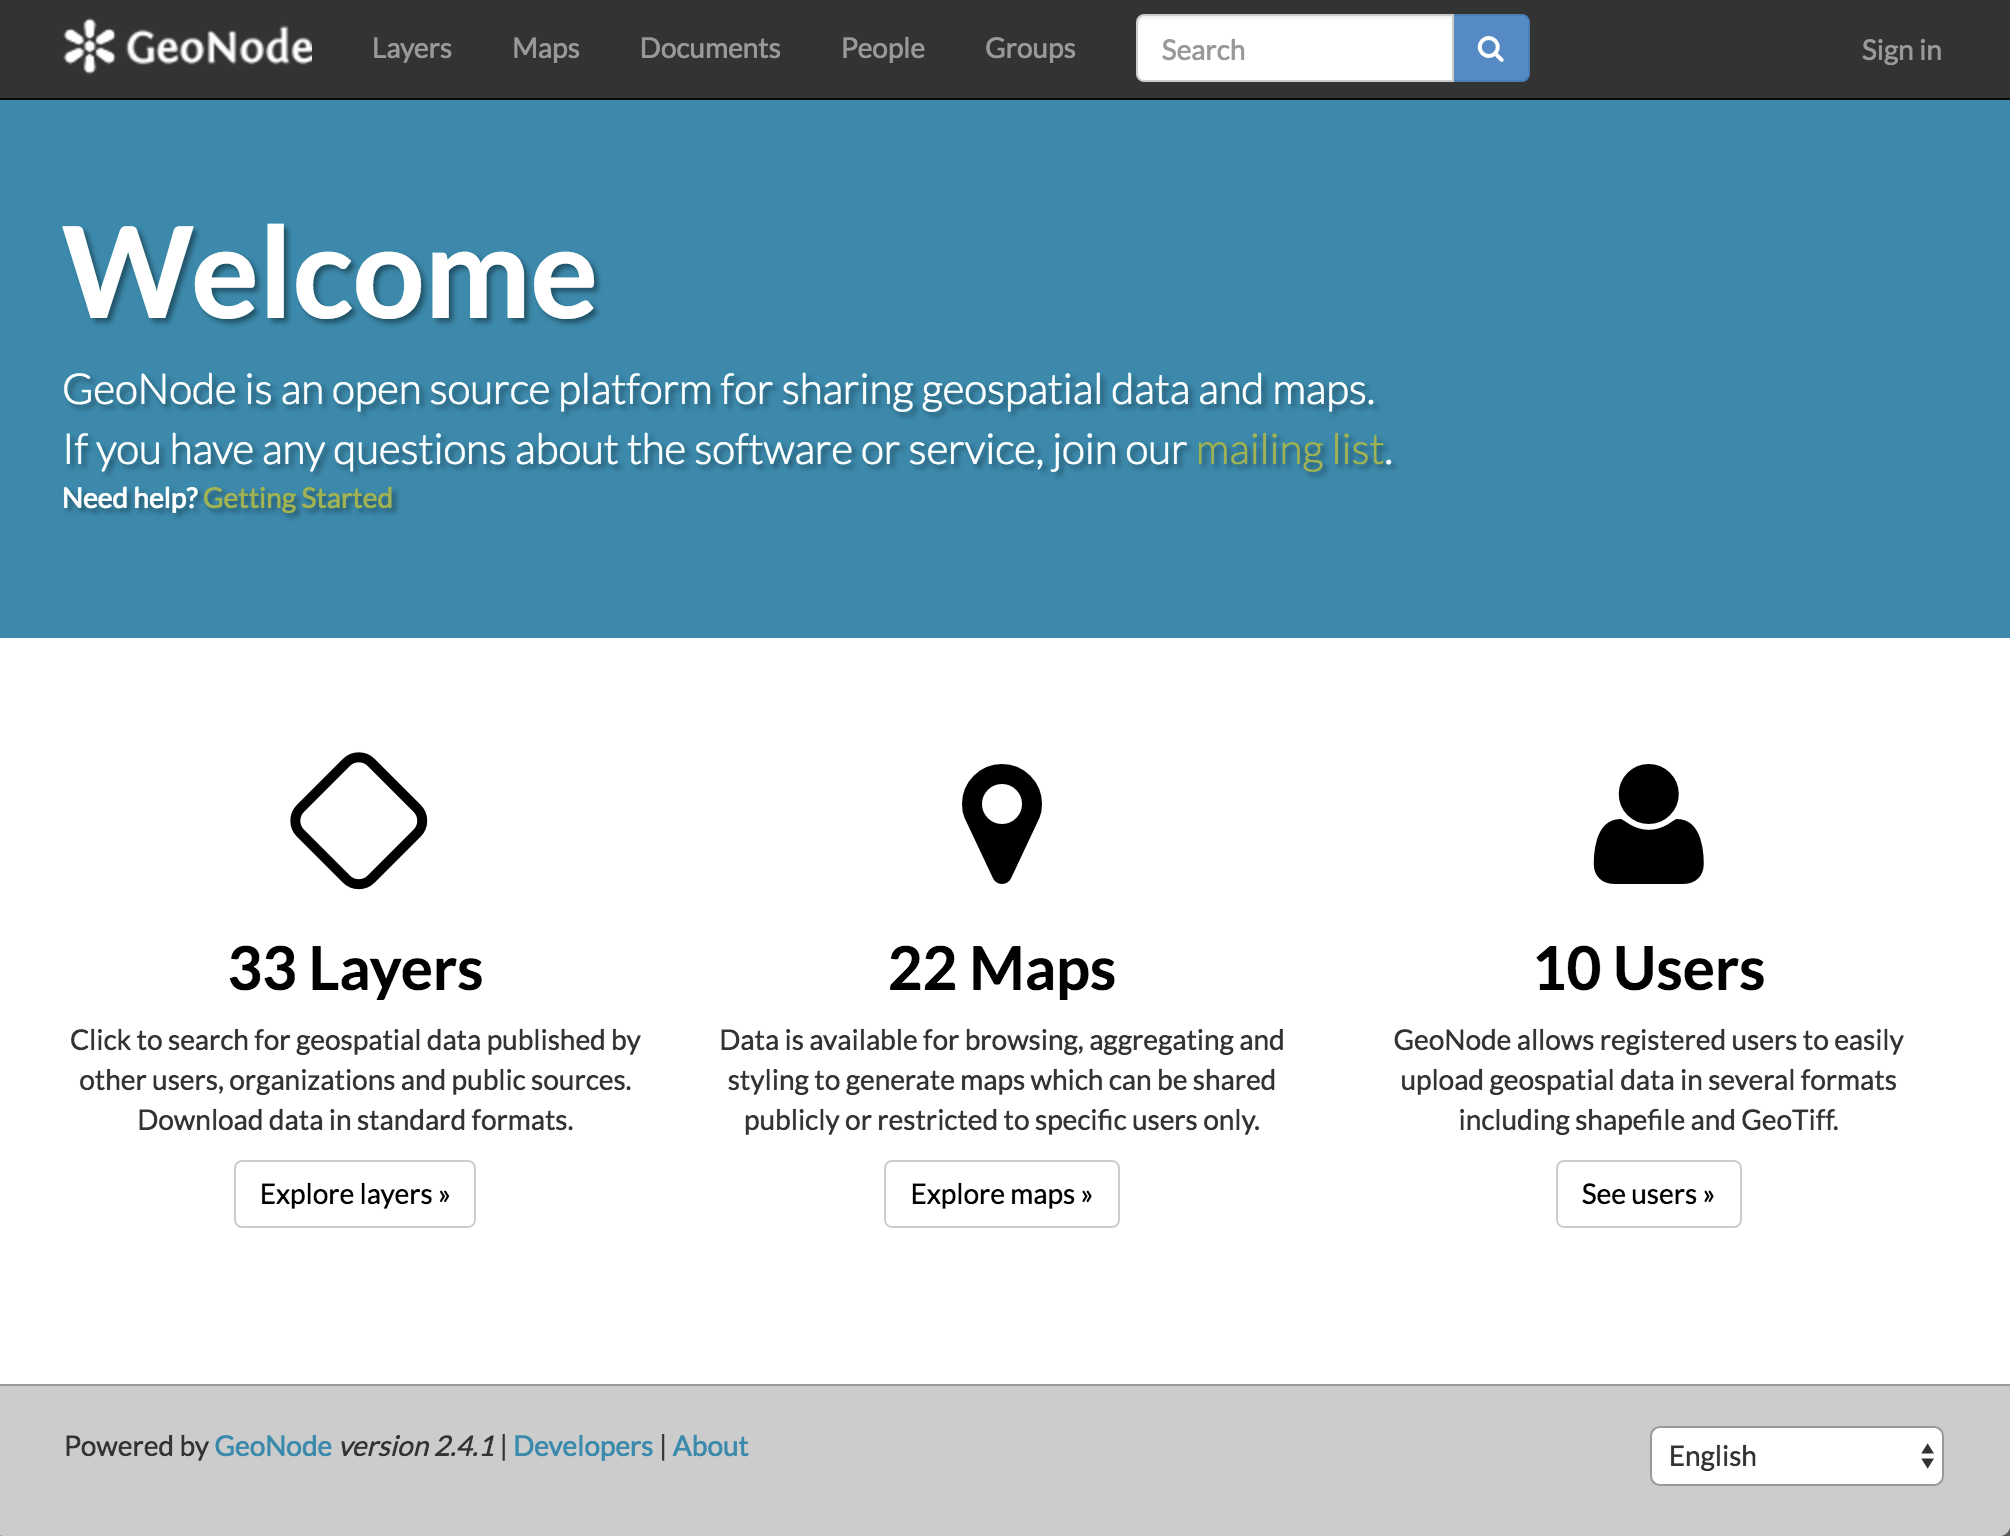 GeoNode Layers Maps Documents People Groups Search Sign in
Welcome
GeoNode is an open source platform for sharing geospatial data and maps.
If you have any questions about the software or service, join our mailing list.
Need help? Getting Started
33 Layers
Click to search for geospatial data published by
other users, organizations and public sources.
Download data in standard formats.
Explore layers »
22 Maps
Data is available for browsing, aggregating and
styling to generate maps which can be shared
publicly or restricted to specific users only.
Explore maps »
10 Users
GeoNode allows registered users to easily
upload geospatial data in several formats
including shapefile and GeoTiff.
See users »
Powered by GeoNode version 2.4.1 | Developers | About
English